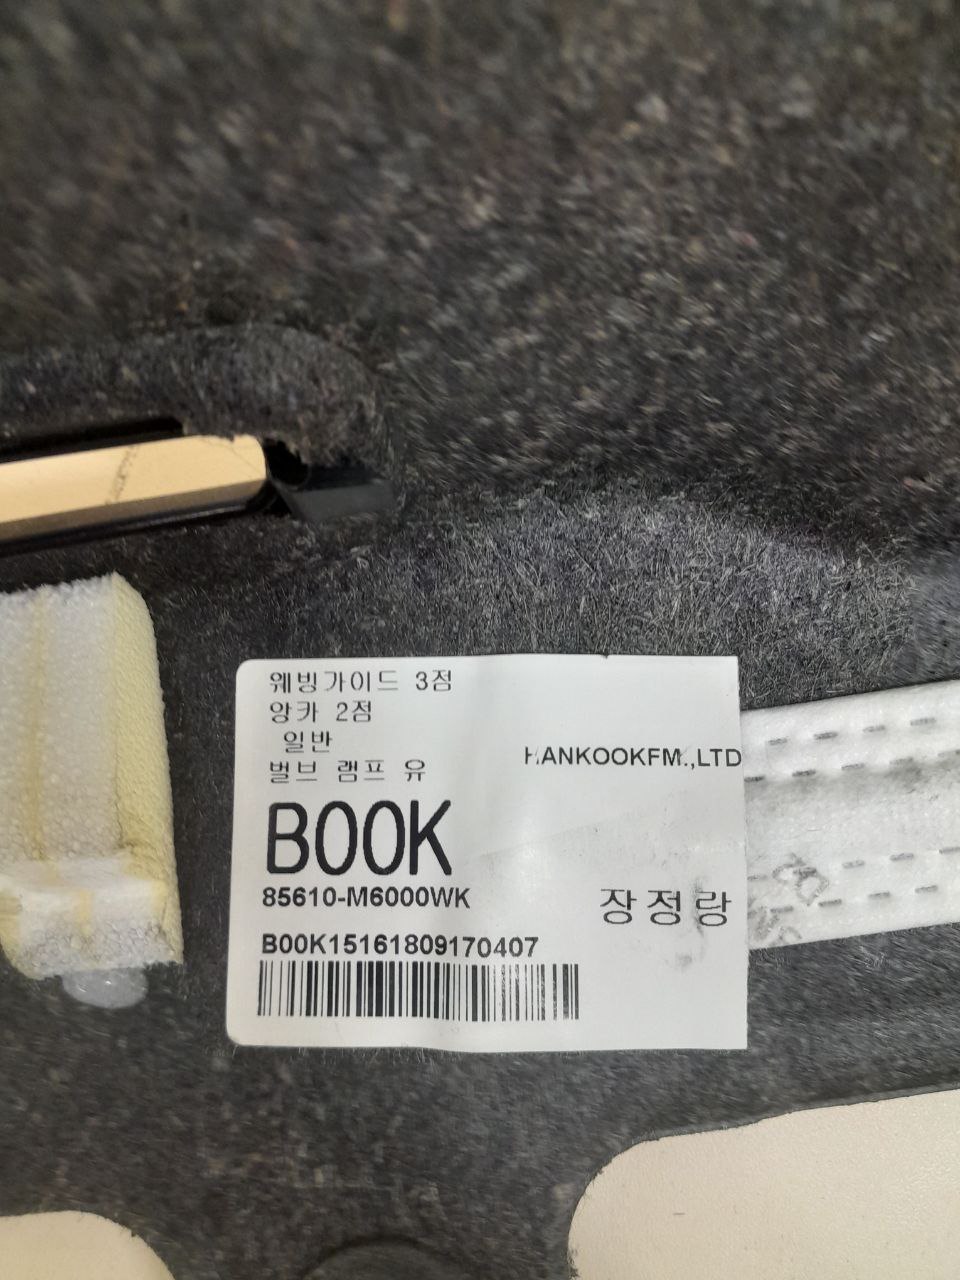 웨빙가이드 3점
앙카 2점
일반
벌브 램프 유
HANKOOKFM.,LTD
B00K
85610-M6000WK
장정랑
B00K15161809170407